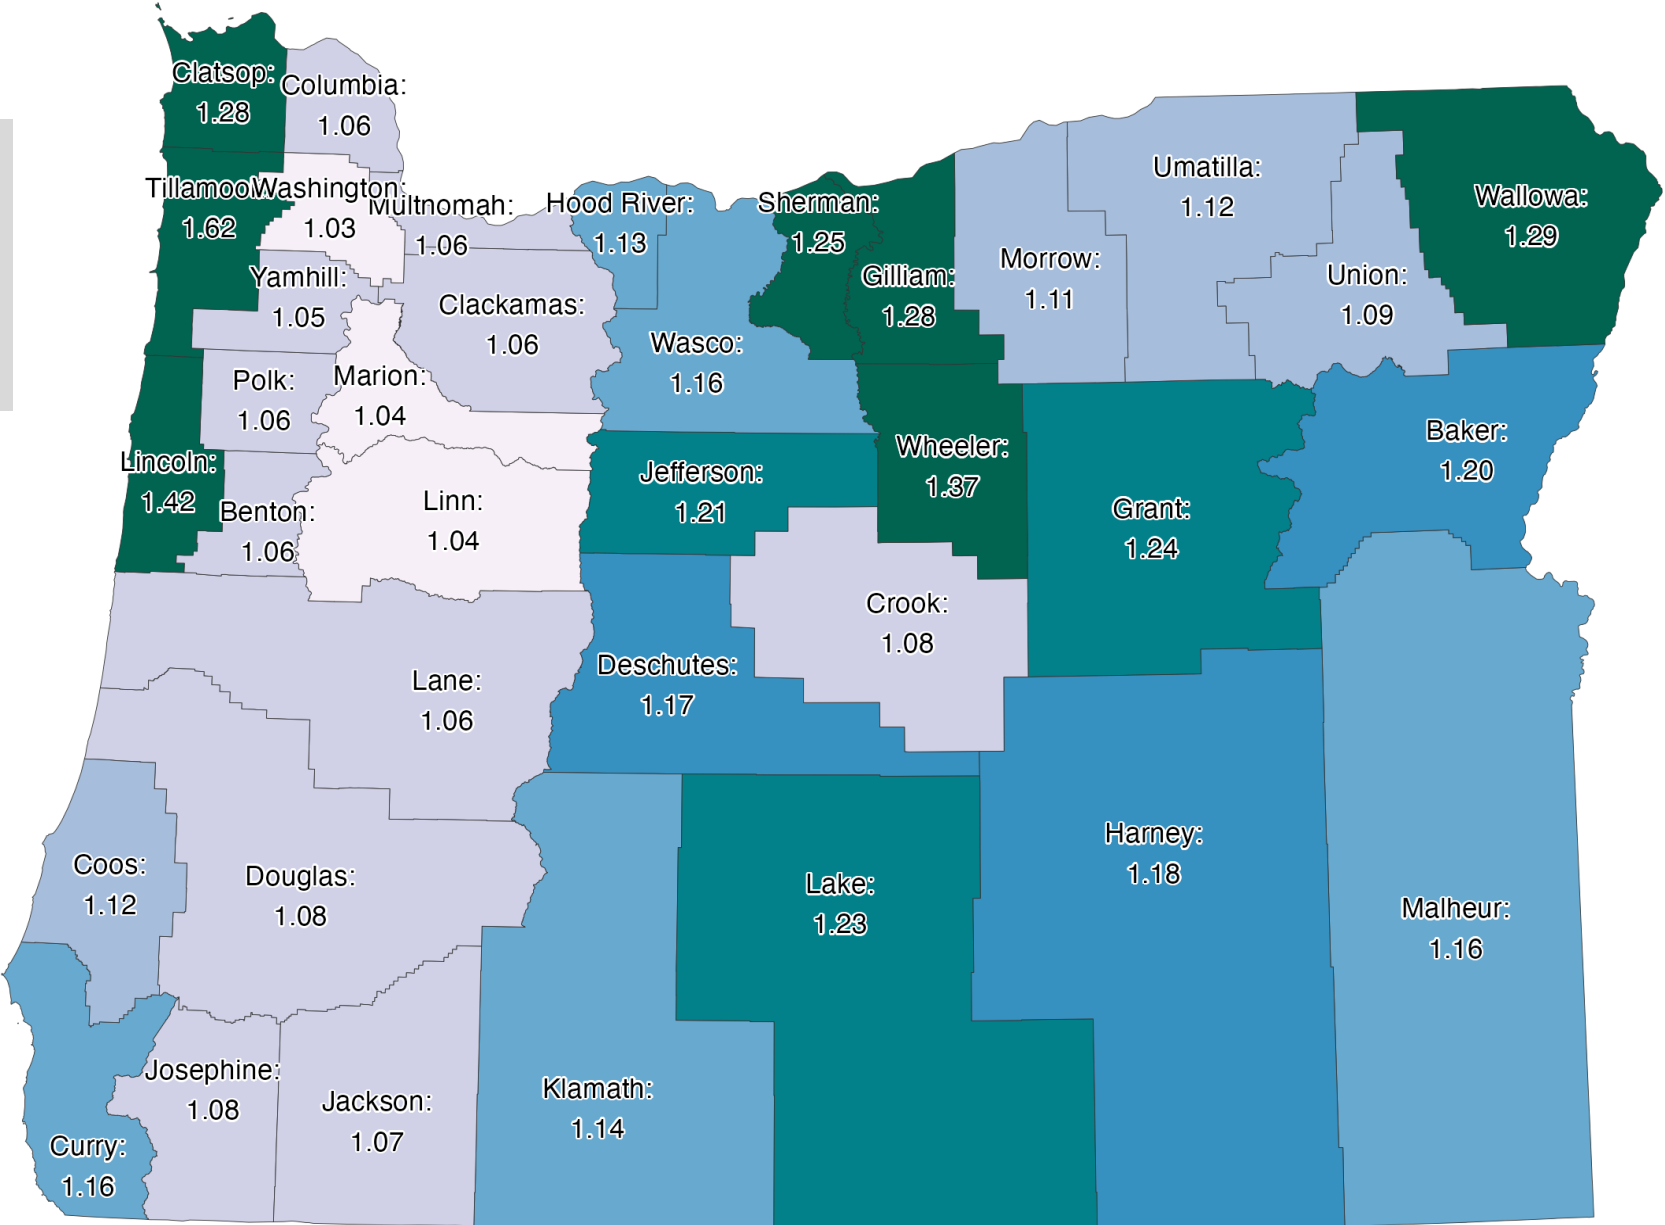 Clatsop:
1.28
Columbia:
1.06
Tillamoo
1.62
Washington:
1.03
Multnomah:
1.06
Hood River:
1.13
Sherman:
1.25
Umatilla:
1.12
Wallowa:
1.29
Yamhill:
1.05
Clackamas:
1.06
Wasco:
1.16
Gilliam:
1.28
Morrow:
1.11
Union:
1.09
Polk:
1.06
Marion:
1.04
Lincoln:
1.42
Benton:
1.06
Linn:
1.04
Jefferson:
1.21
Wheeler:
1.37
Grant:
1.24
Baker:
1.20
Crook:
1.08
Deschutes:
1.17
Lane:
1.06
Coos:
1.12
Douglas:
1.08
Lake:
1.23
Harney:
1.18
Malheur:
1.16
Josephine:
1.08
Jackson:
1.07
Klamath:
1.14
Curry:
1.16